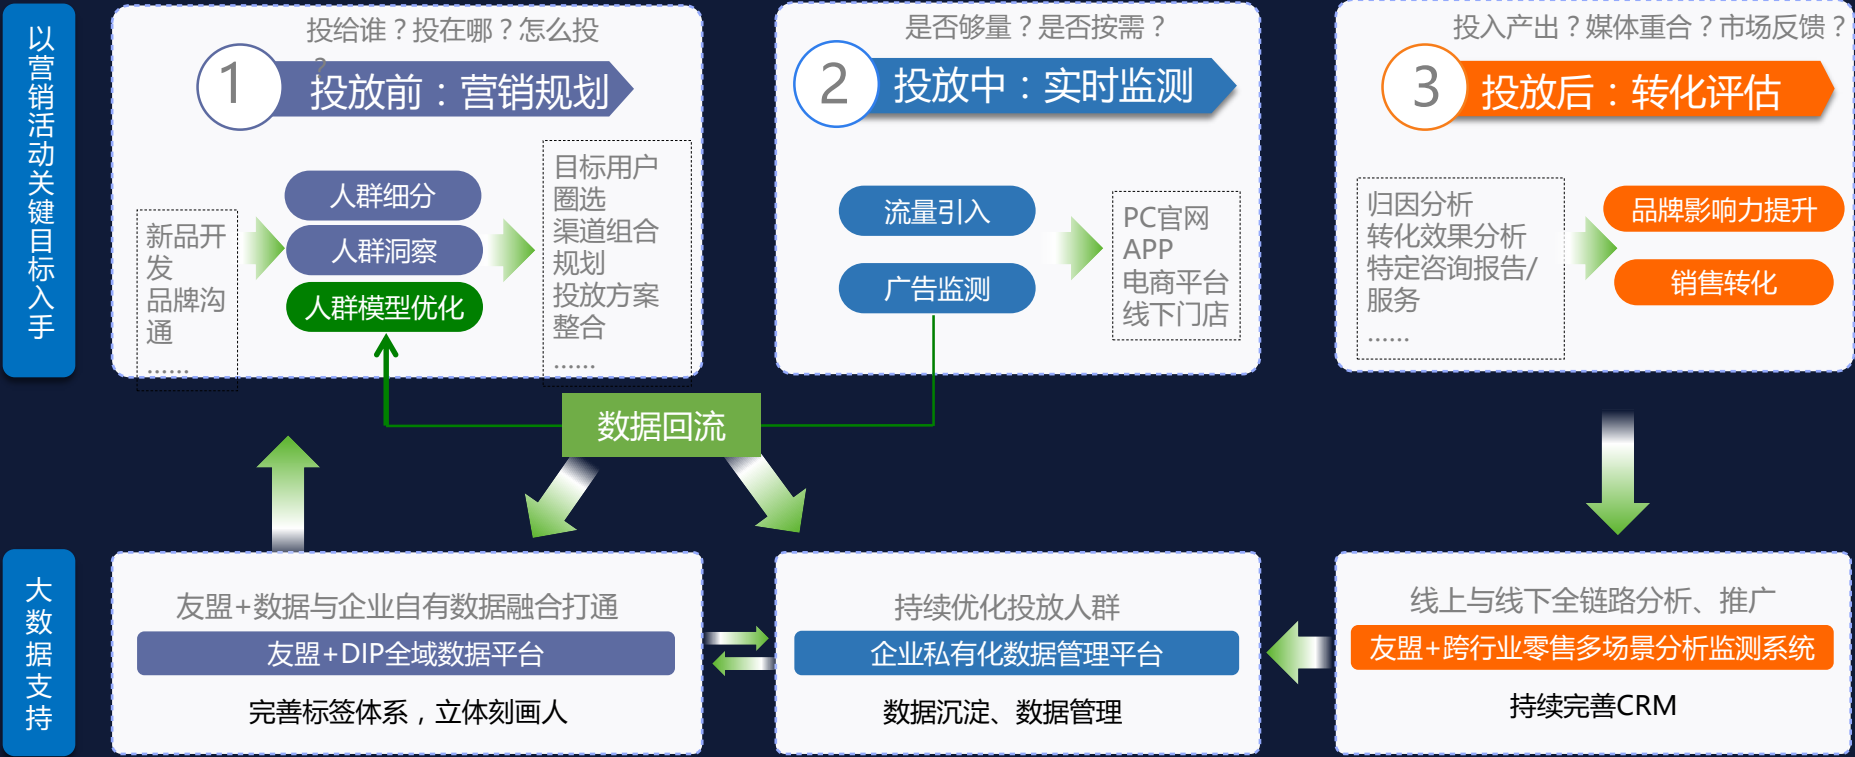 以营销活动关键目标入手
投给谁？投在哪？怎么投
？
1
投放前：营销规划
新品开
发
品牌沟
通
……
人群细分
人群洞察
人群模型优化
目标用户
圈选
渠道组合
规划
投放方案
整合
……
是否够量？是否按需？
2
投放中：实时监测
流量引入
广告监测
PC官网
APP
电商平台
线下门店
投入产出？媒体重合？市场反馈？
3
投放后：转化评估
归因分析
转化效果分析
特定咨询报告/
服务
……
品牌影响力提升
销售转化
数据回流
大数据支持
友盟+数据与企业自有数据融合打通
友盟+DIP全域数据平台
完善标签体系，立体刻画人
持续优化投放人群
企业私有化数据管理平台
数据沉淀、数据管理
线上与线下全链路分析、推广
友盟+跨行业零售多场景分析监测系统
持续完善CRM